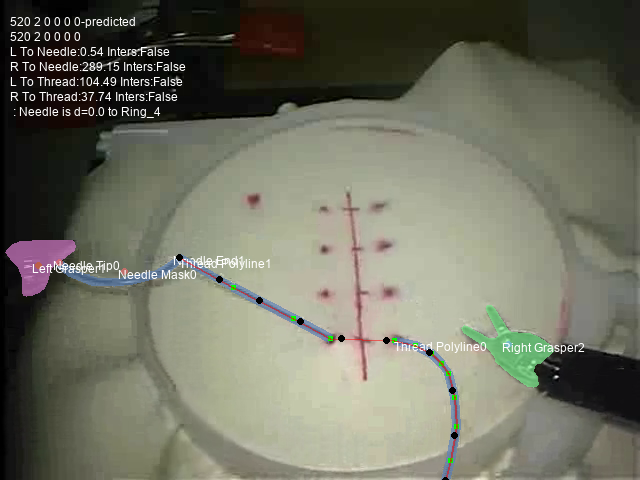 520 2 0 0 0 0-predicted
520 2 0 0 0 0
L To Needle:0.54 Inters:False
R To Needle:289.15 Inters:False
L To Thread:104.49 Inters:False
R To Thread:37.74 Inters:False
: Needle is d=0.0 to Ring_4
Needle End1
Thread Polyline1
Needle Tip0
Left Grasper1
Needle Mask0
Thread Polyline0
Right Grasper2